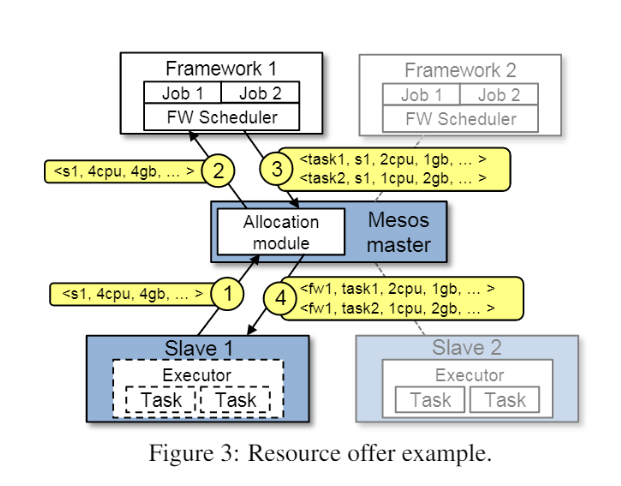 Framework 1
Job 1 Job 2
FW Scheduler
Framework 2
Job 1 Job 2
FW Scheduler
<s1, 4cpu, 4gb, ... >
2
3
<task1, s1, 2cpu, 1gb, ... >
<task2, s1, 1cpu, 2gb, ... >
Allocation
module
Mesos
master
<s1, 4cpu, 4gb, ... >
1
4
<fw1, task1, 2cpu, 1gb, ... >
<fw1, task2, 1cpu, 2gb, ... >
Slave 1
Executor
Task Task
Slave 2
Executor
Task Task
Figure 3: Resource offer example.